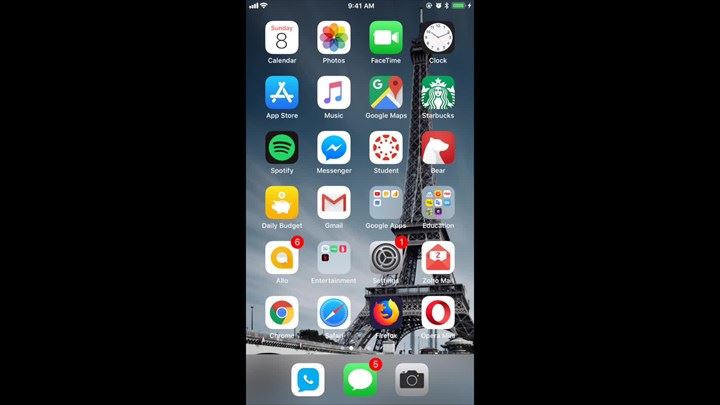 9:41 AM
Sunday
8
Calendar Photos FaceTime Clock
G
App Store Music Google Maps Starbucks
Spotify Messenger Student Bear
Daily Budget Gmail Google Apps Education
6 1
Z
Allo Entertainment Settings Zoho Mail
Chrome Safari Firefox Opera Mini
5